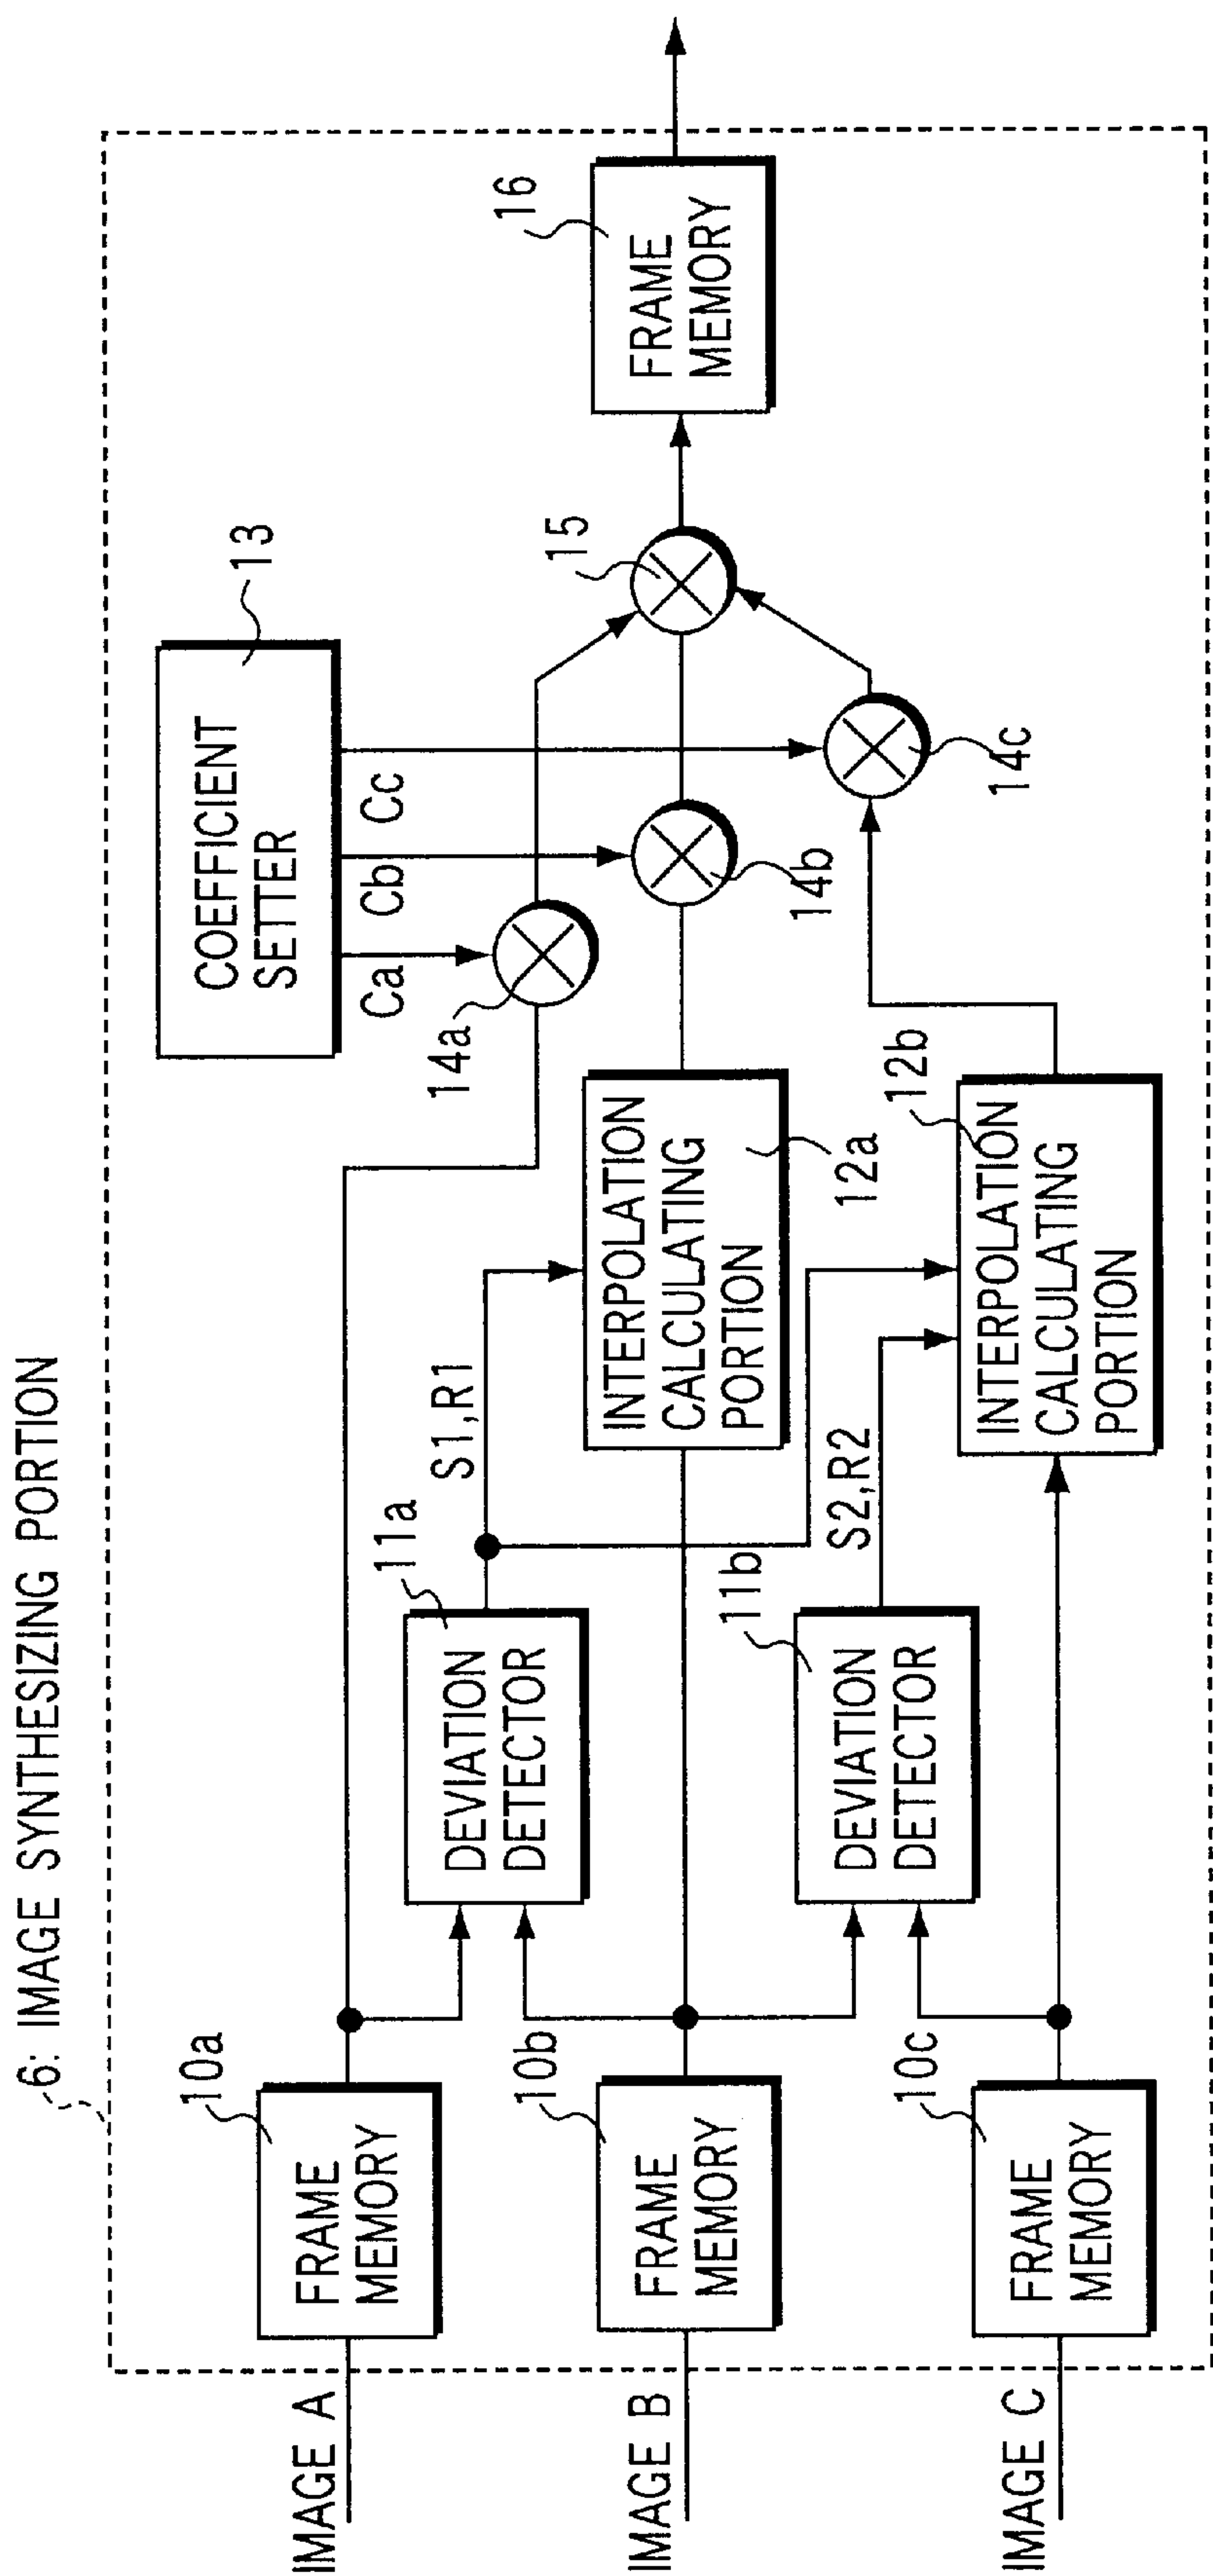 6: IMAGE SYNTHESIZING PORTION
IMAGE A
10a
FRAME
MEMORY
IMAGE B
10b
FRAME
MEMORY
IMAGE C
10c
FRAME
MEMORY
11a
DEVIATION
DETECTOR
S1,R1
11b
DEVIATION
DETECTOR
S2,R2
INTERPOLATION
CALCULATING
PORTION
12a
12b
INTERPOLATION
CALCULATING
PORTION
COEFFICIENT
SETTER
13
Ca
Cb
Cc
14a
14b
14c
15
16
FRAME
MEMORY